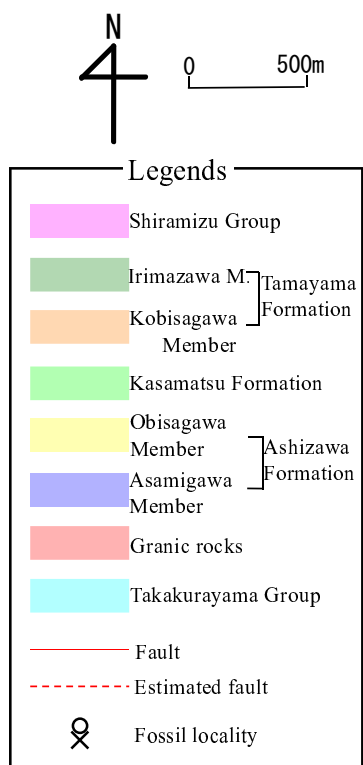 N
0 500m
Legends
Shiramizu Group
Irimazawa M.
Tamayama
Formation
Kobisagawa
Member
Kasamatsu Formation
Obisagawa
Member
Ashizawa
Formation
Asamigawa
Member
Granic rocks
Takakurayama Group
Fault
Estimated fault
Fossil locality